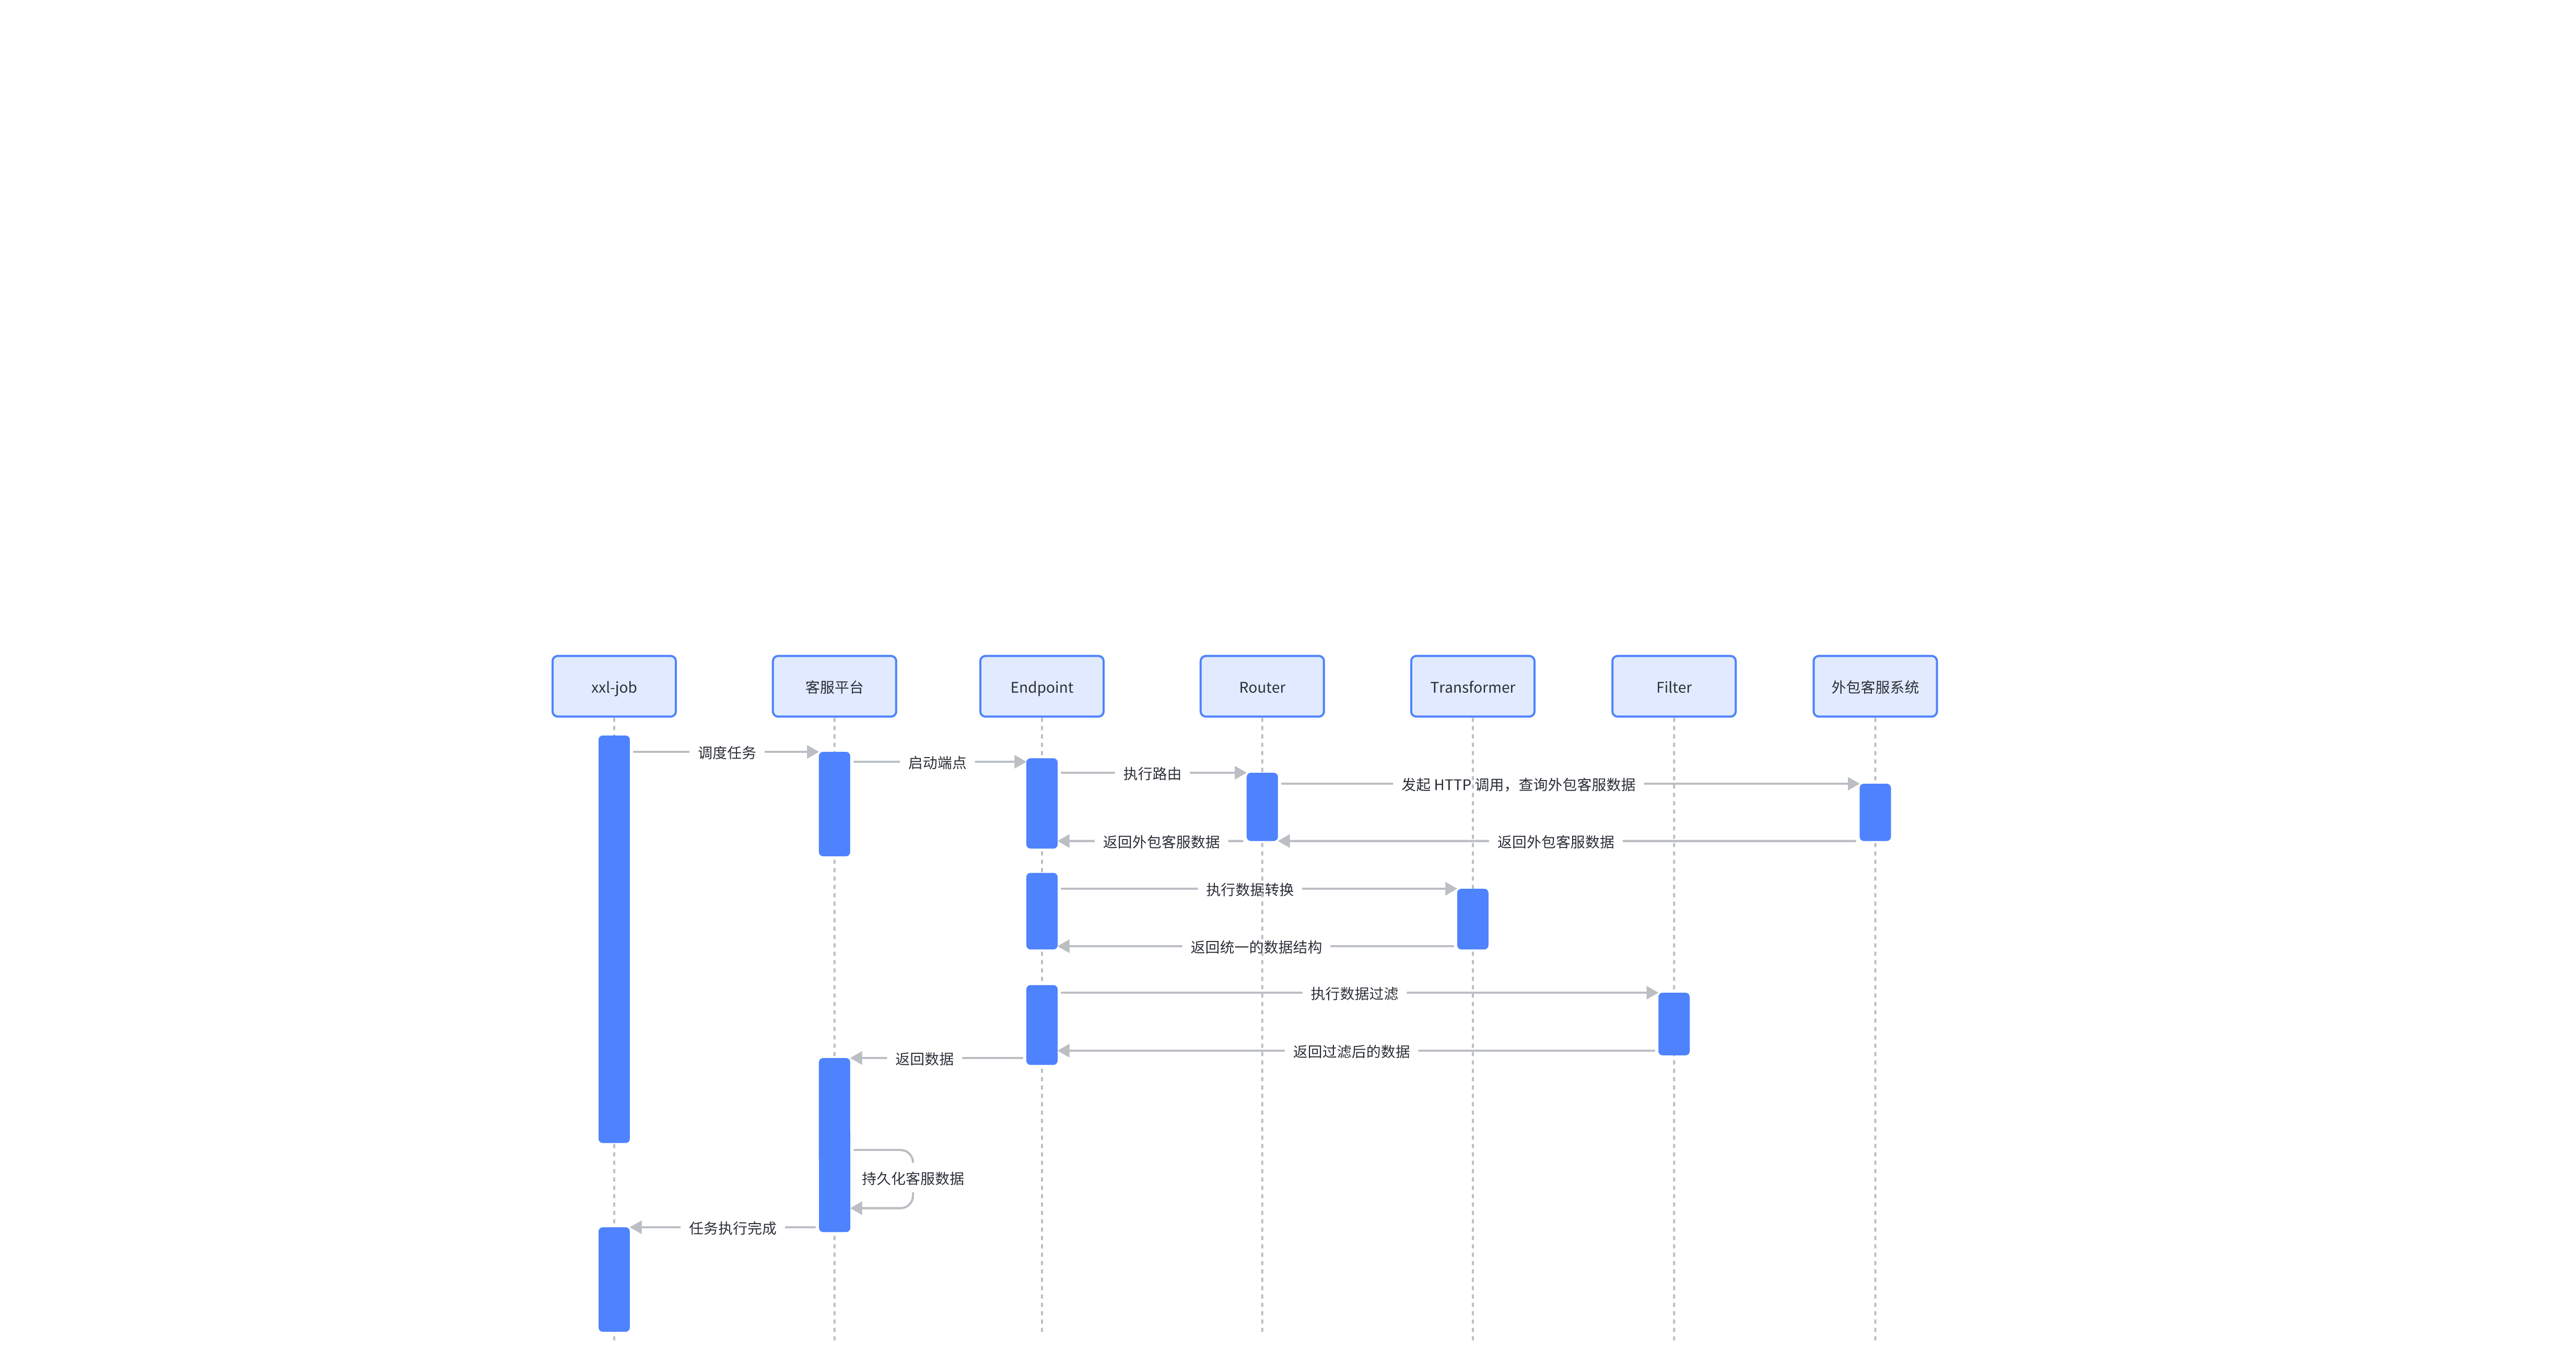 xxl-job
客服平台
Endpoint
Router
Transformer
Filter
外包客服系统
调度任务
启动端点
执行路由
发起 HTTP 调用，查询外包客服数据
返回外包客服数据
返回外包客服数据
执行数据转换
返回统一的数据结构
执行数据过滤
返回过滤后的数据
返回数据
持久化客服数据
任务执行完成